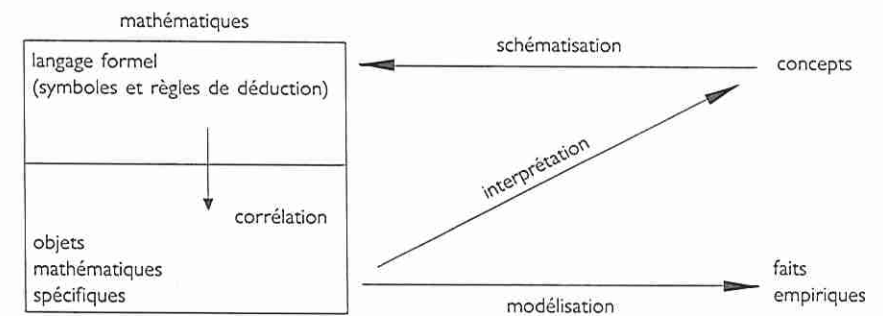 mathématiques
langage formel
(symboles et règles de déduction)
schématisation
concepts
interprétation
corrélation
objets
mathématiques
spécifiques
modélisation
faits
empiriques